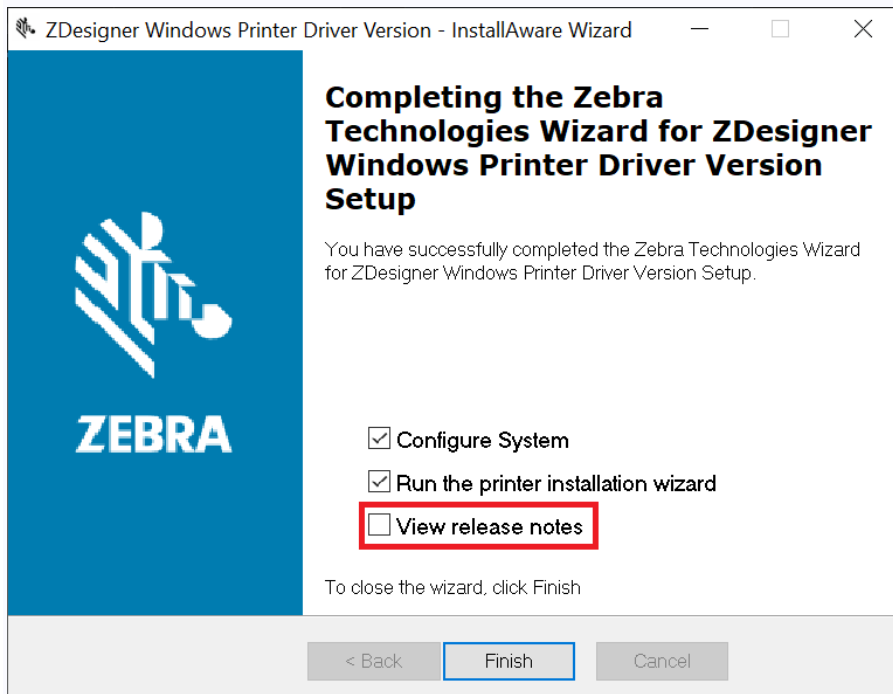 ZDesigner Windows Printer Driver Version - InstallAware Wizard
Completing the Zebra
Technologies Wizard for ZDesigner
Windows Printer Driver Version
Setup
You have successfully completed the Zebra Technologies Wizard
for ZDesigner Windows Printer Driver Version Setup.
ZEBRA
Configure System
Run the printer installation wizard
View release notes
To close the wizard, click Finish
< Back
Finish
Cancel